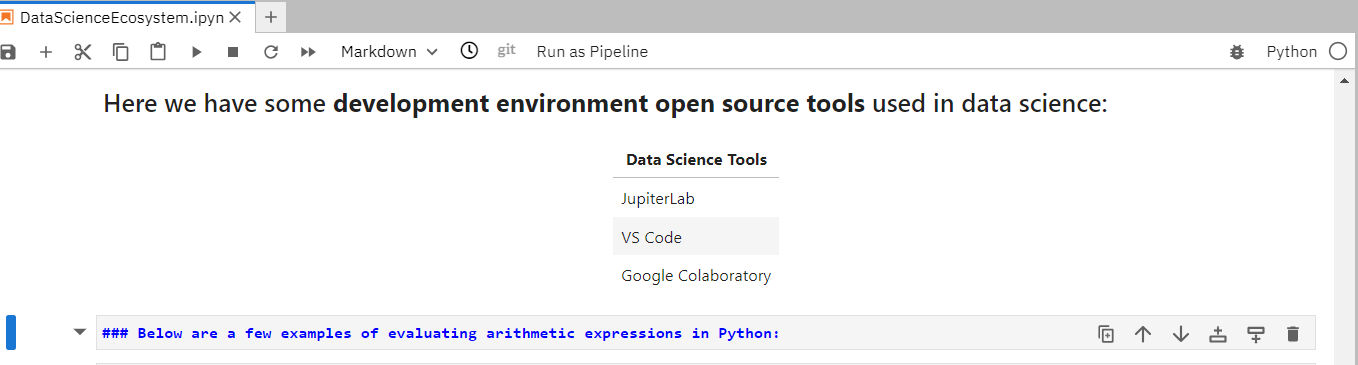 DataScienceEcosystem.ipyn
Markdown git Run as Pipeline Python
Here we have some development environment open source tools used in data science:
Data Science Tools
JupiterLab
VS Code
Google Colaboratory
### Below are a few examples of evaluating arithmetic expressions in Python: